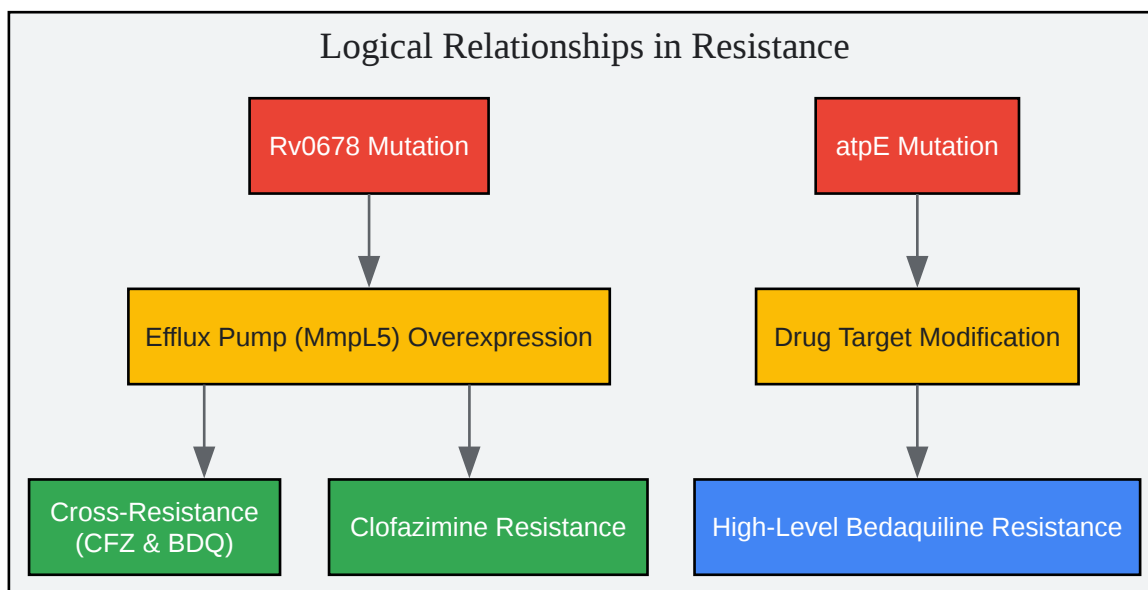 Logical Relationships in Resistance
Rv0678 Mutation
atpE Mutation
Efflux Pump (MmpL5) Overexpression
Drug Target Modification
Cross-Resistance
(CFZ & BDQ)
Clofazimine Resistance
High-Level Bedaquiline Resistance